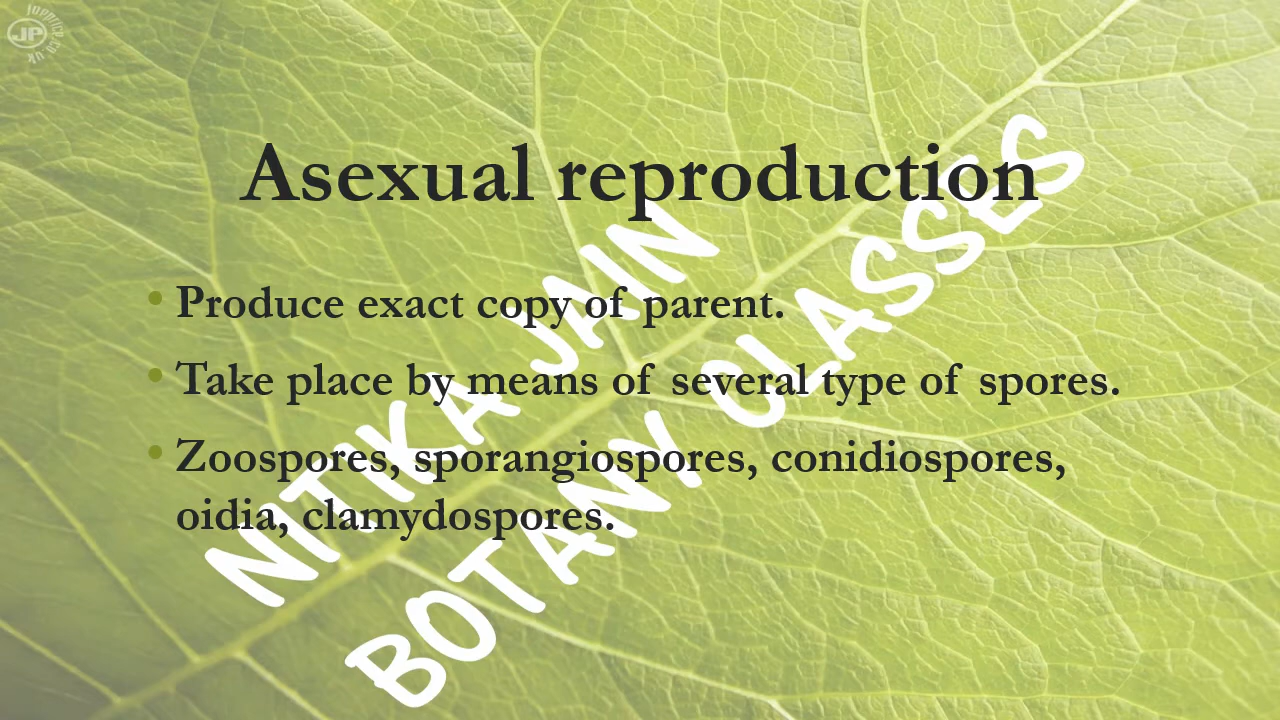 JP
Asexual reproduction
• Produce exact copy of parent.
• Take place by means of several type of spores.
• Zoospores, sporangiospores, conidiospores,
oidia, clamydospores.
NITIKA JAIN
BOTANY CLASSES